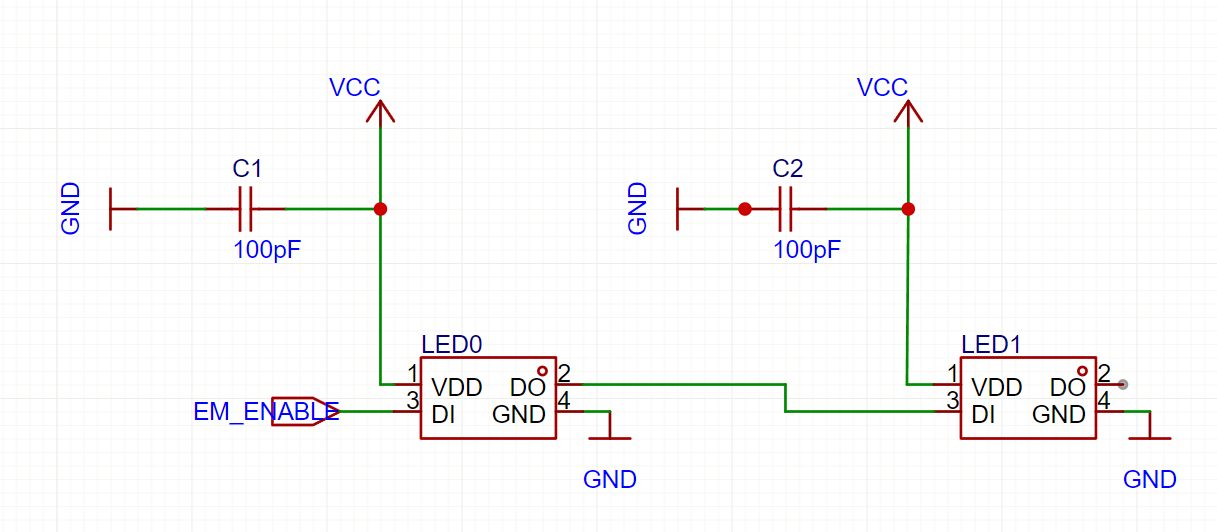 VCC
VCC
C1
C2
GND
GND
100pF
100pF
LED0
LED1
1
VDD
DO
2
1
VDD
DO
2
EM_ENABLE
3
DI
GND
4
3
DI
GND
4
GND
GND